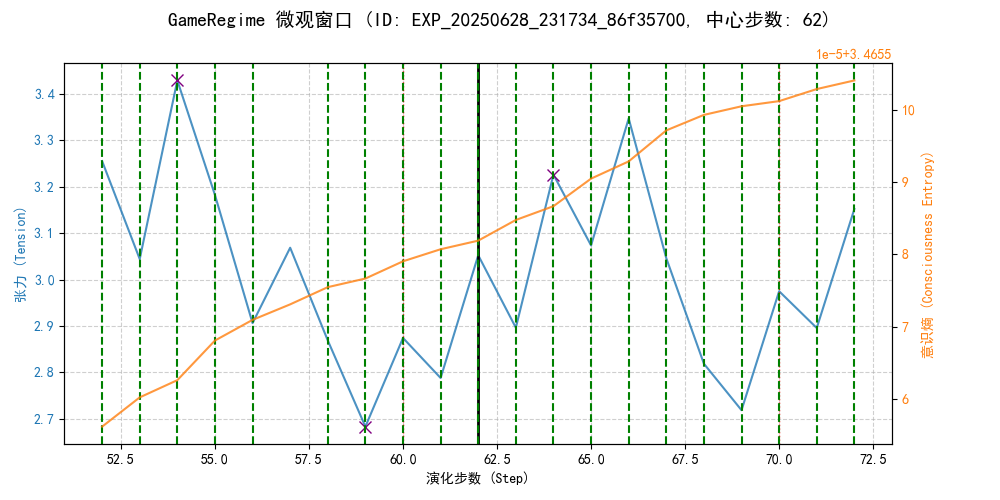 GameRegime 微观窗口 (ID: EXP_20250628_231734_86f35700, 中心步数: 62)
1e-5+3.4655
3.4
3.3
3.2
3.1
3.0
2.9
2.8
2.7
张力 (Tension)
10
9
8
7
6
意识熵 (Consciousness Entropy)
52.5 55.0 57.5 60.0 62.5 65.0 67.5 70.0 72.5
演化步数 (Step)